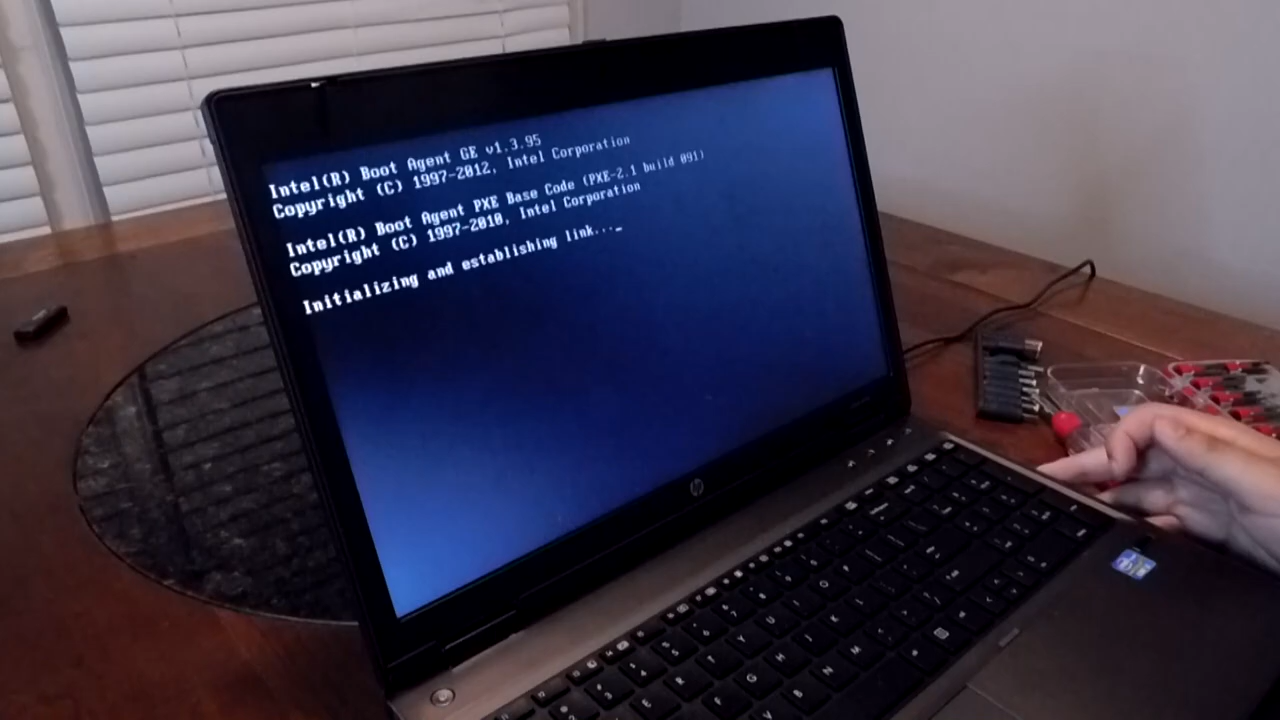 Intel(R) Boot Agent GE v1.3.95
Copyright (C) 1997-2012, Intel Corporation
Intel(R) Boot Agent PXE Base Code (PXE-2.1 build 091)
Copyright (C) 1997-2010, Intel Corporation
Initializing and establishing link..._
hp